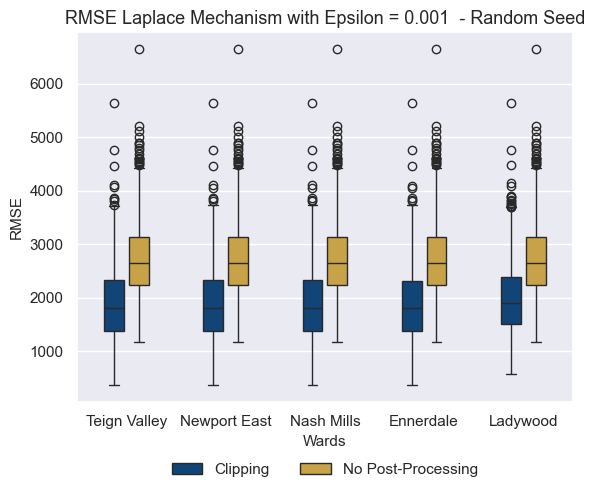 RMSE Laplace Mechanism with Epsilon = 0.001  - Random Seed
6000
5000
4000
3000
2000
1000
RMSE
Teign Valley Newport East Nash Mills Ennerdale Ladywood
Wards
Clipping No Post-Processing